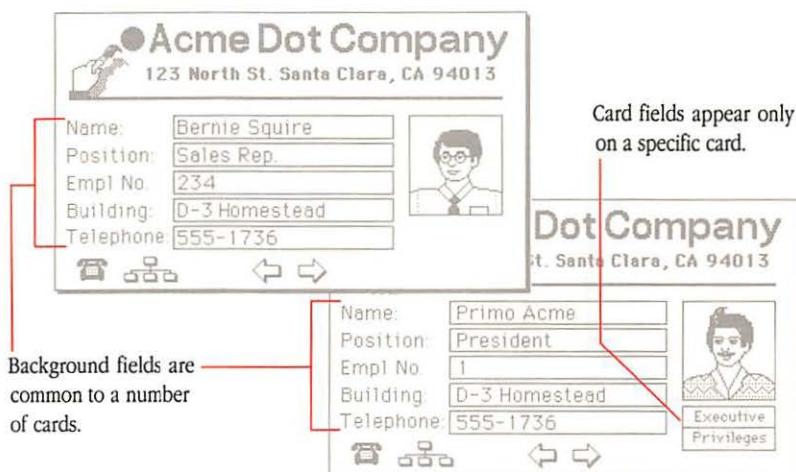 Acme Dot Company
123 North St. Santa Clara, CA 94013
Name: Bernie Squire
Position: Sales Rep.
Empl No. 234
Building: D-3 Homestead
Telephone: 555-1736
Card fields appear only
on a specific card.
Dot Company
St. Santa Clara, CA 94013
Name: Primo Acme
Position: President
Empl No. 1
Building: D-3 Homestead
Telephone: 555-1736
Executive
Privileges
Background fields are
common to a number
of cards.